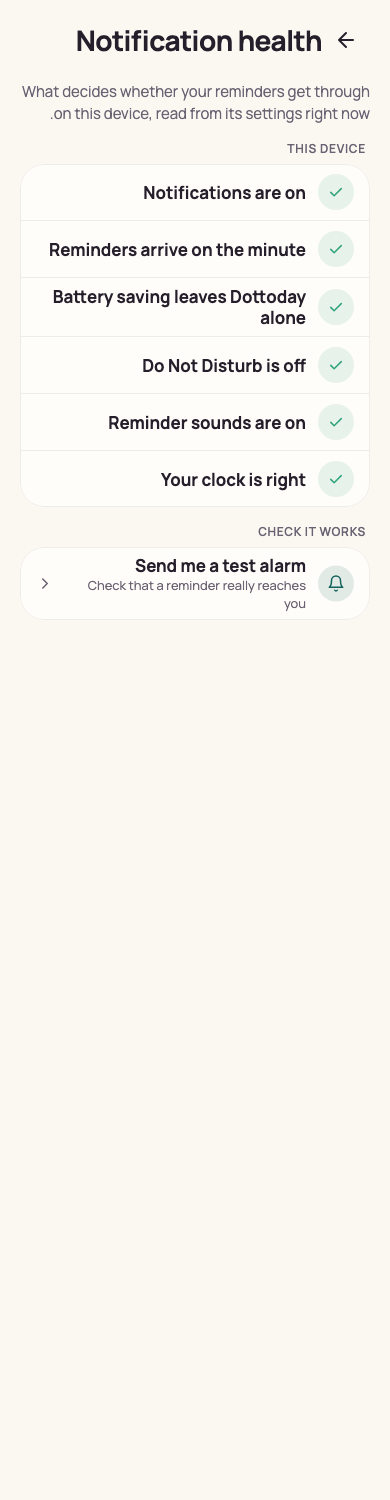 Notification health
What decides whether your reminders get through
on this device, read from its settings right now.
THIS DEVICE
Notifications are on
Reminders arrive on the minute
Battery saving leaves Dottoday
alone
Do Not Disturb is off
Reminder sounds are on
Your clock is right
CHECK IT WORKS
Send me a test alarm
Check that a reminder really reaches
you